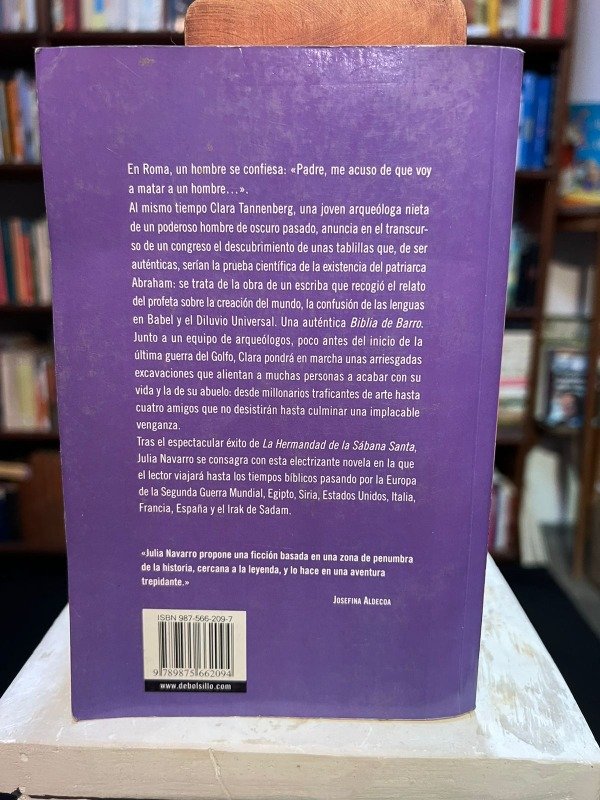 En Roma, un hombre se confiesa: «Padre, me acuso de que voy
a matar a un hombre...».
Al mismo tiempo Clara Tannenberg, una joven arqueóloga nieta
de un poderoso hombre de oscuro pasado, anuncia en el transcur-
so de un congreso el descubrimiento de unas tablillas que, de ser
auténticas, serían la prueba científica de la existencia del patriarca
Abraham: se trata de la obra de un escriba que recogió el relato
del profeta sobre la creación del mundo, la confusión de las lenguas
en Babel y el Diluvio Universal. Una auténtica Biblia de Barro.
Junto a un equipo de arqueólogos, poco antes del inicio de la
última guerra del Golfo, Clara pondrá en marcha unas arriesgadas
excavaciones que alientan a muchas personas a acabar con su
vida y la de su abuelo: desde millonarios traficantes de arte hasta
cuatro amigos que no desistirán hasta culminar una implacable
venganza.
Tras el espectacular éxito de La Hermandad de la Sábana Santa,
Julia Navarro se consagra con esta electrizante novela en la que
el lector viajará hasta los tiempos bíblicos pasando por la Europa
de la Segunda Guerra Mundial, Egipto, Siria, Estados Unidos, Italia,
Francia, España y el Irak de Sadam.
«Julia Navarro propone una ficción basada en una zona de penumbra
de la historia, cercana a la leyenda, y lo hace en una aventura
trepidante.»
JOSEFINA ALDECOA
ISBN 987-566-209-7
9 789875 662094
www.debolsillo.com